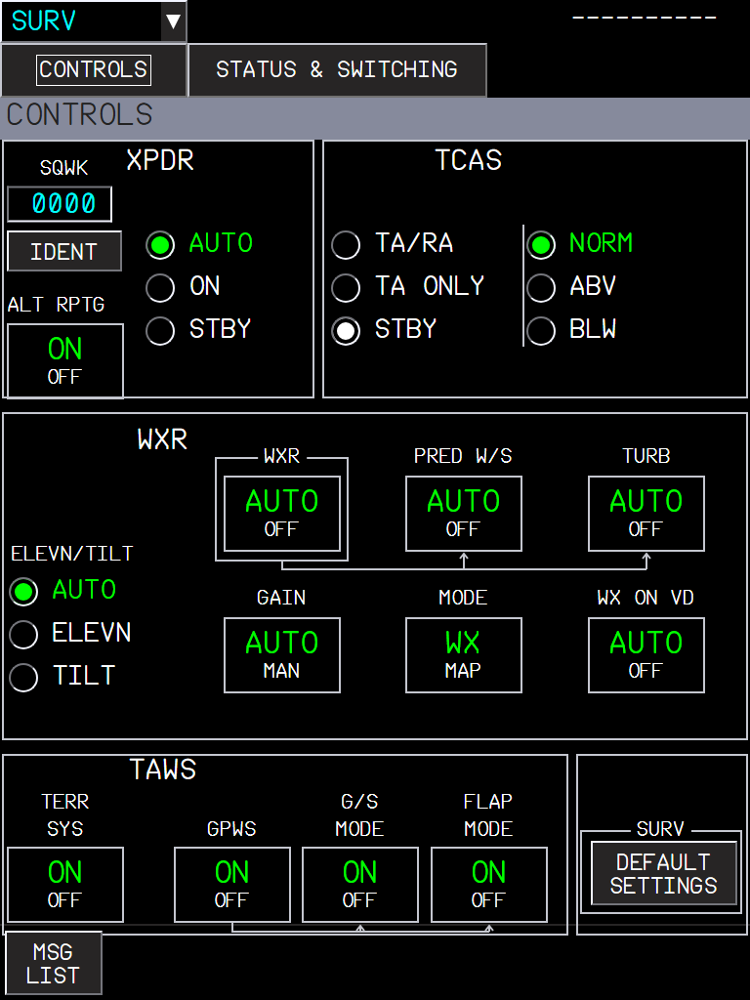 SURV ▼ ----------
CONTROLS STATUS & SWITCHING
CONTROLS
XPDR TCAS
SQWK
0000
IDENT
AUTO TA/RA NORM
ON TA ONLY ABV
STBY STBY BLW
ALT RPTG
ON
OFF
WXR
WXR PRED W/S TURB
AUTO AUTO AUTO
OFF OFF OFF
ELEVN/TILT
AUTO
ELEVN
TILT
GAIN MODE WX ON VD
AUTO WX AUTO
MAN MAP OFF
TAWS
TERR G/S FLAP
SYS GPWS MODE MODE
ON ON ON ON
OFF OFF OFF OFF
SURV
DEFAULT
SETTINGS
MSG
LIST